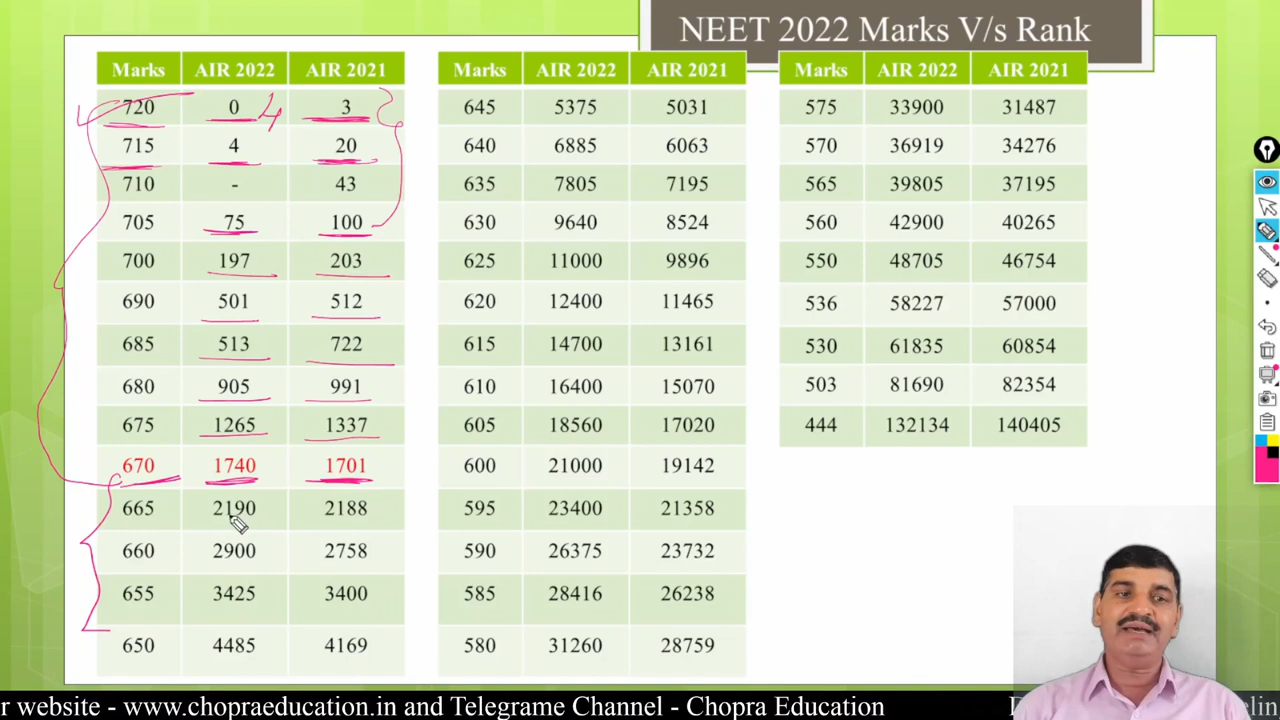 NEET 2022 Marks V/s Rank
Marks AIR 2022 AIR 2021
720 0 4 3
715 4 20
710 - 43
705 75 100
700 197 203
690 501 512
685 513 722
680 905 991
675 1265 1337
670 1740 1701
665 2190 2188
660 2900 2758
655 3425 3400
650 4485 4169
Marks AIR 2022 AIR 2021
645 5375 5031
640 6885 6063
635 7805 7195
630 9640 8524
625 11000 9896
620 12400 11465
615 14700 13161
610 16400 15070
605 18560 17020
600 21000 19142
595 23400 21358
590 26375 23732
585 28416 26238
580 31260 28759
Marks AIR 2022 AIR 2021
575 33900 31487
570 36919 34276
565 39805 37195
560 42900 40265
550 48705 46754
536 58227 57000
530 61835 60854
503 81690 82354
444 132134 140405
r website - www.chopraeducation.in and Telegrame Channel - Chopra Education